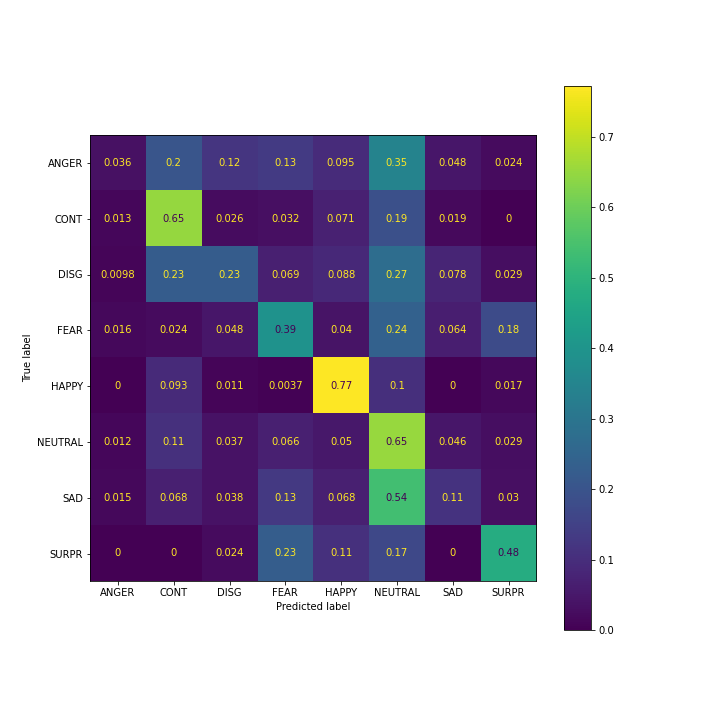 ANGER 0.036 0.2 0.12 0.13 0.095 0.35 0.048 0.024
CONT 0.013 0.65 0.026 0.032 0.071 0.19 0.019 0
DISG 0.0098 0.23 0.23 0.069 0.088 0.27 0.078 0.029
FEAR 0.016 0.024 0.048 0.39 0.04 0.24 0.064 0.18
HAPPY 0 0.093 0.011 0.0037 0.77 0.1 0 0.017
NEUTRAL 0.012 0.11 0.037 0.066 0.05 0.65 0.046 0.029
SAD 0.015 0.068 0.038 0.13 0.068 0.54 0.11 0.03
SURPR 0 0 0.024 0.23 0.11 0.17 0 0.48
ANGER CONT DISG FEAR HAPPY NEUTRAL SAD SURPR
Predicted label
True label
0.7
0.6
0.5
0.4
0.3
0.2
0.1
0.0